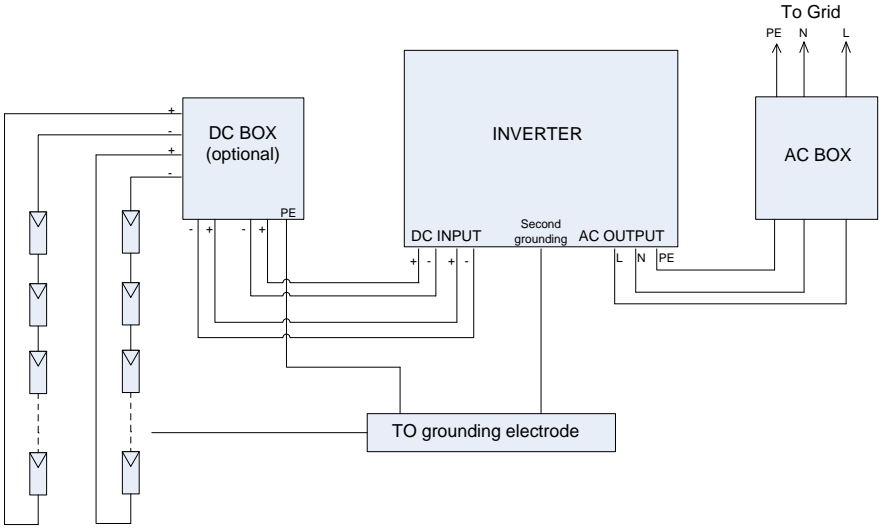 To Grid
PE N L
+
-
+
-
DC BOX
(optional)
PE
- + - +
INVERTER
DC INPUT
+ - + -
Second
grounding
AC OUTPUT
L N PE
AC BOX
TO grounding electrode